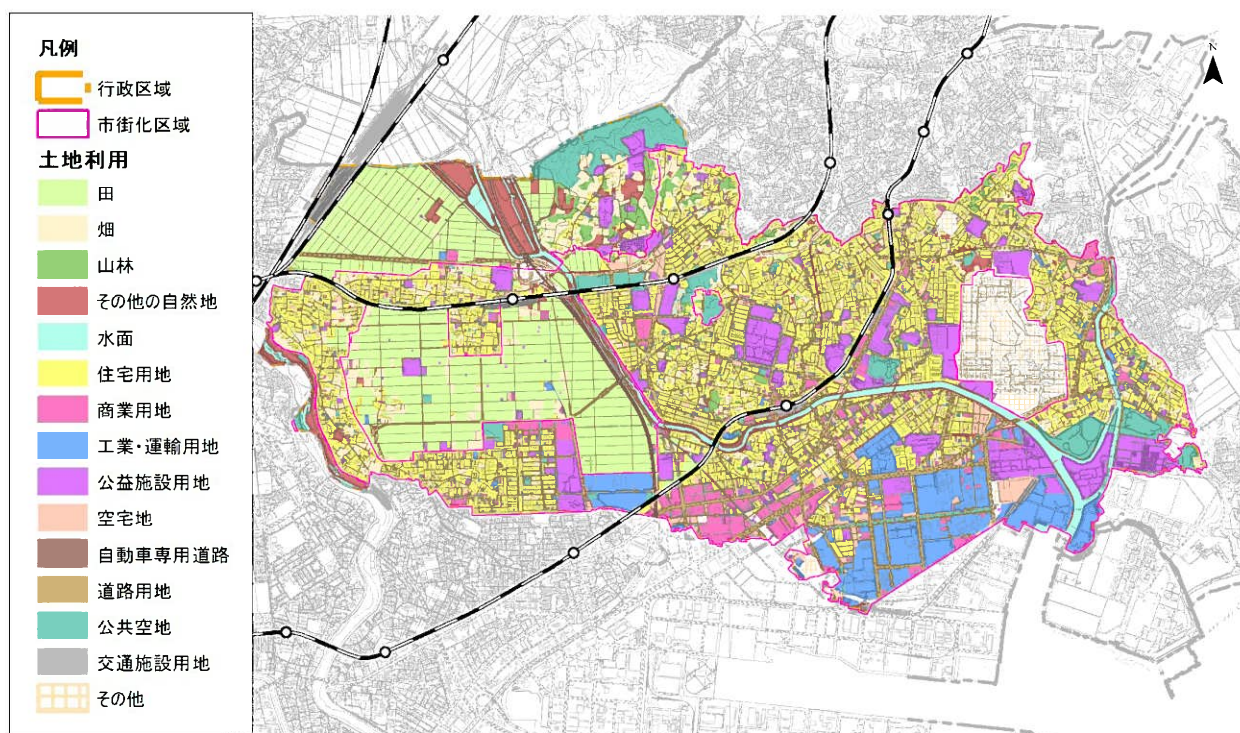 凡例
行政区域
市街化区域
土地利用
田
畑
山林
その他の自然地
水面
住宅用地
商業用地
工業・運輸用地
公益施設用地
空宅地
自動車専用道路
道路用地
公共空地
交通施設用地
その他
N